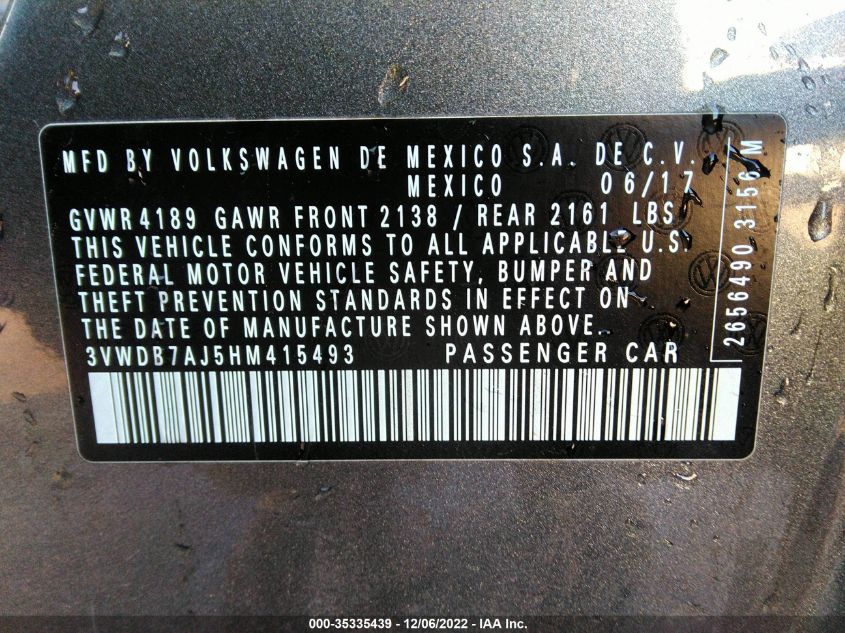 MFD BY VOLKSWAGEN DE MEXICO S.A. DE C.V.
MEXICO 06/17
GVWR 4189 GAWR FRONT 2138 / REAR 2161 LBS
THIS VEHICLE CONFORMS TO ALL APPLICABLE U.S.
FEDERAL MOTOR VEHICLE SAFETY, BUMPER AND
THEFT PREVENTION STANDARDS IN EFFECT ON
THE DATE OF MANUFACTURE SHOWN ABOVE.
3VWDB7AJ5HM415493 PASSENGER CAR
2656490 3156 M
000-35335439 - 12/06/2022 - IAA Inc.